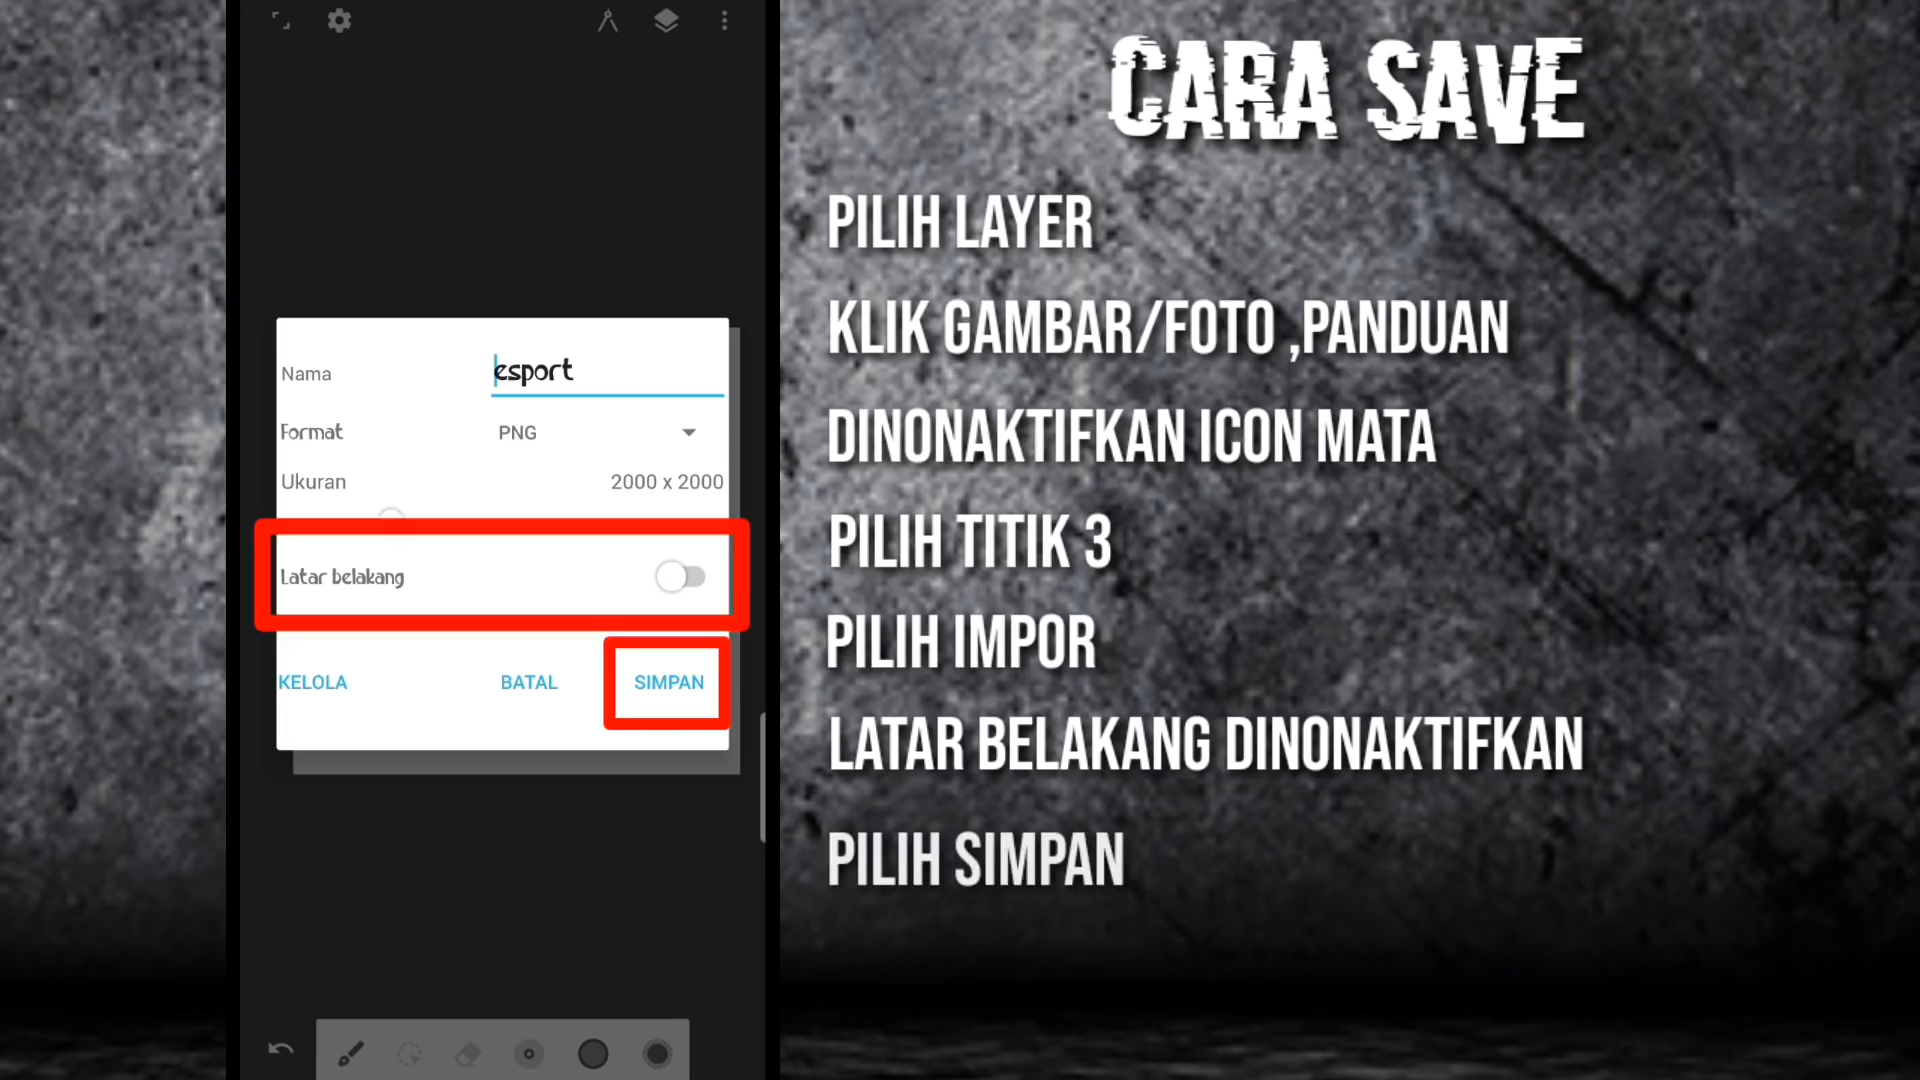 Nama
esport
Format
PNG
Ukuran
2000 x 2000
Latar belakang
KELOLA
BATAL
SIMPAN
CARA SAVE
PILIH LAYER
KLIK GAMBAR/FOTO ,PANDUAN
DINONAKTIFKAN ICON MATA
PILIH TITIK 3
PILIH IMPOR
LATAR BELAKANG DINONAKTIFKAN
PILIH SIMPAN